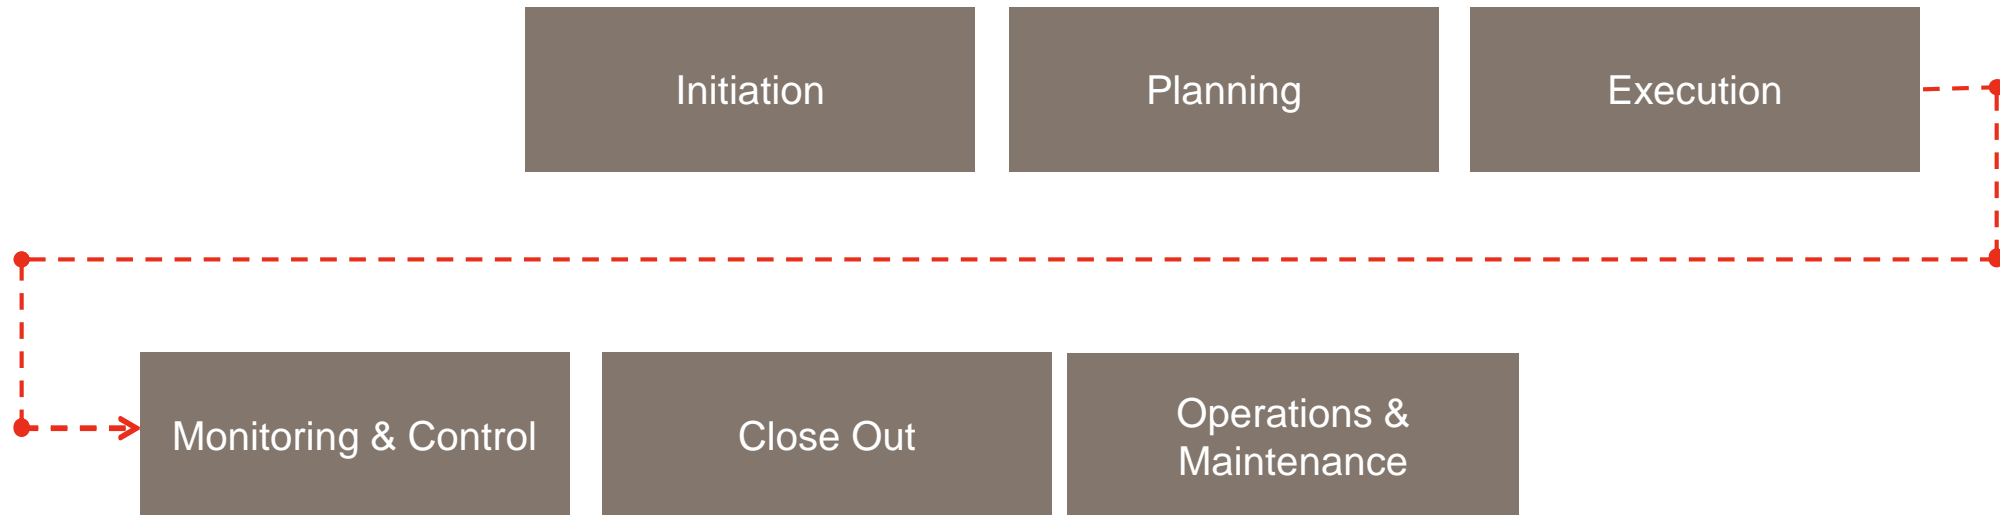 Initiation
Planning
Execution
Monitoring & Control
Close Out
Operations &
Maintenance